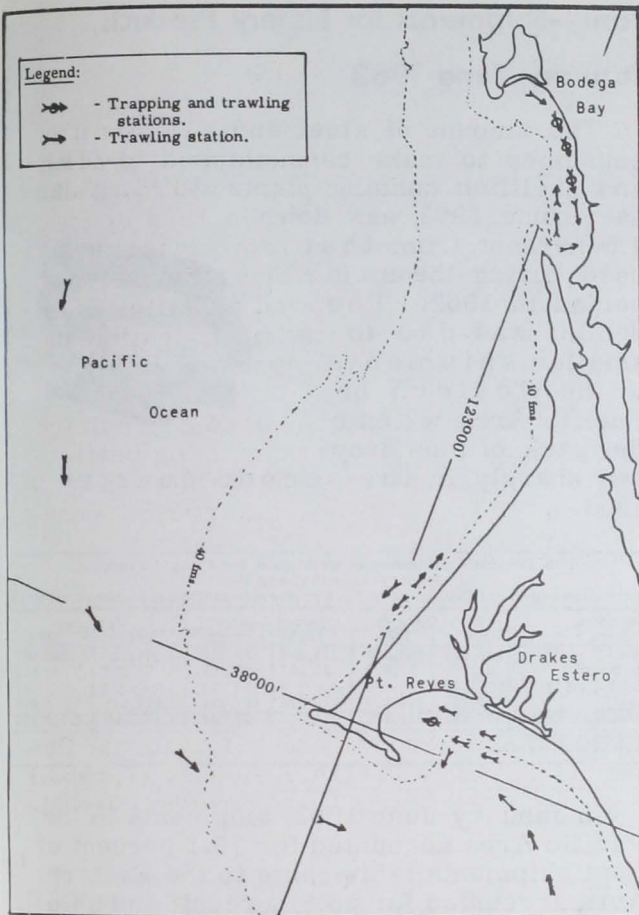 Legend:
- Trapping and trawling
stations.
- Trawling station.
Bodega
Bay
Pacific
Ocean
10 fms
123°00'
40 fms
38°00'
Pt. Reyes
Drakes
Estero